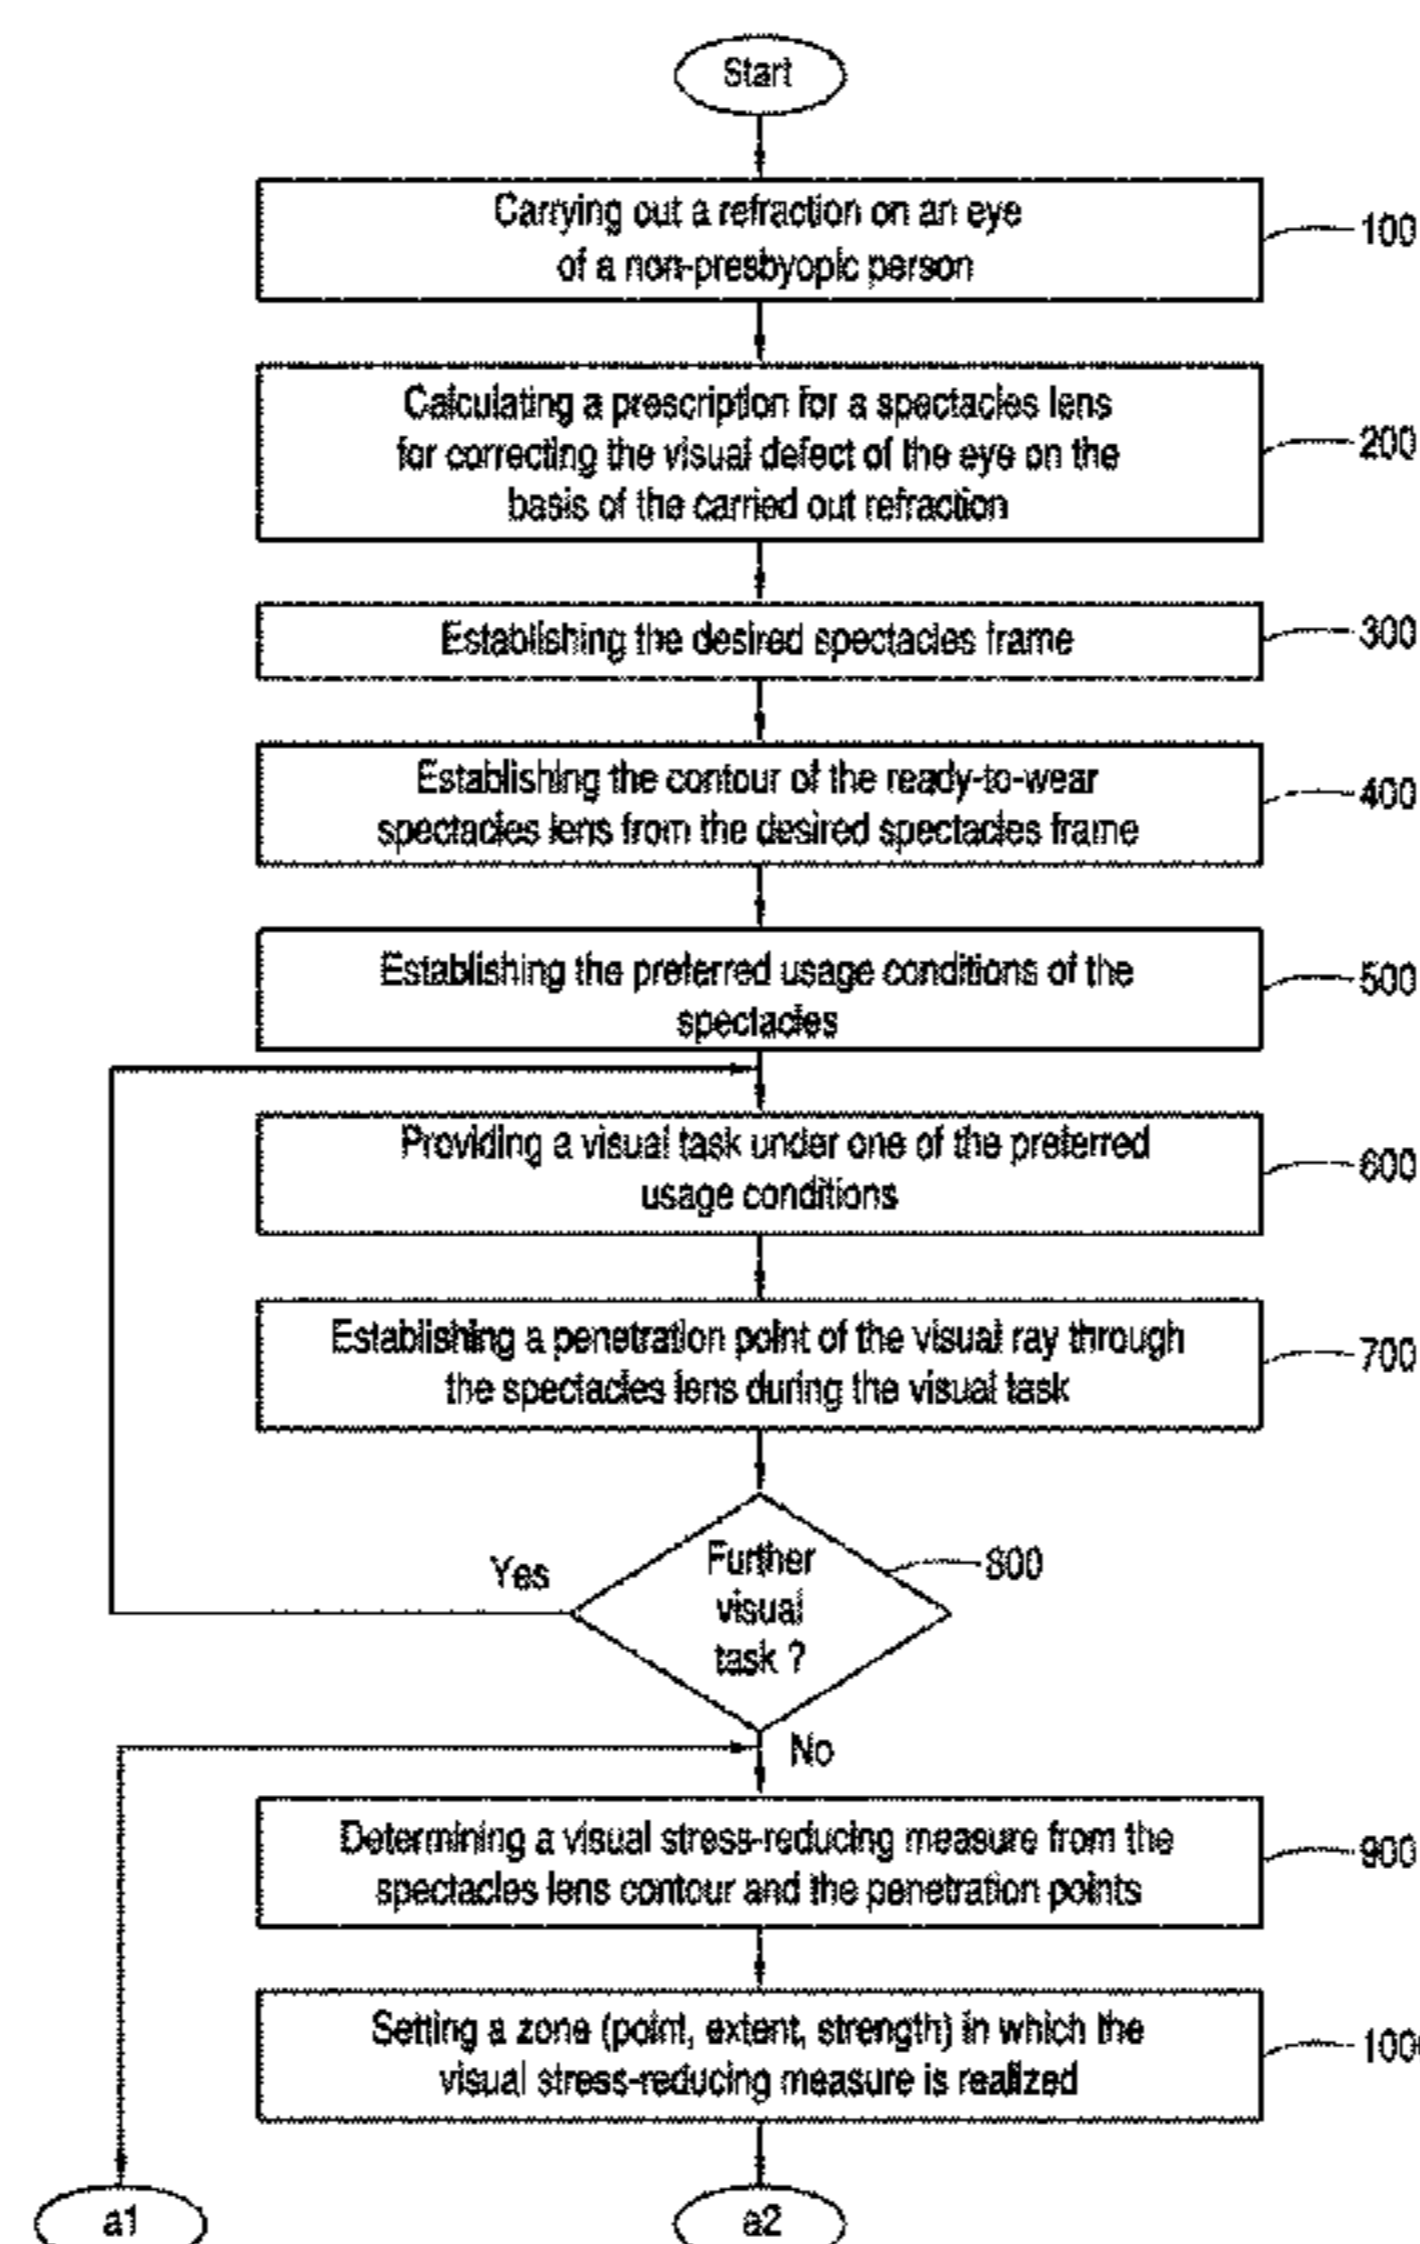 Start
Carrying out a refraction on an eye
of a non-presbyopic person
100
Calculating a prescription for a spectacles lens
for correcting the visual defect of the eye on the
basis of the carried out refraction
200
Establishing the desired spectacles frame
300
Establishing the contour of the ready-to-wear
spectacles lens from the desired spectacles frame
400
Establishing the preferred usage conditions of the
spectacles
500
Providing a visual task under one of the preferred
usage conditions
600
Establishing a penetration point of the visual ray through
the spectacles lens during the visual task
700
Further
visual
task ?
800
Yes
No
Determining a visual stress-reducing measure from the
spectacles lens contour and the penetration points
900
Setting a zone (point, extent, strength) in which the
visual stress-reducing measure is realized
1000
a1
a2